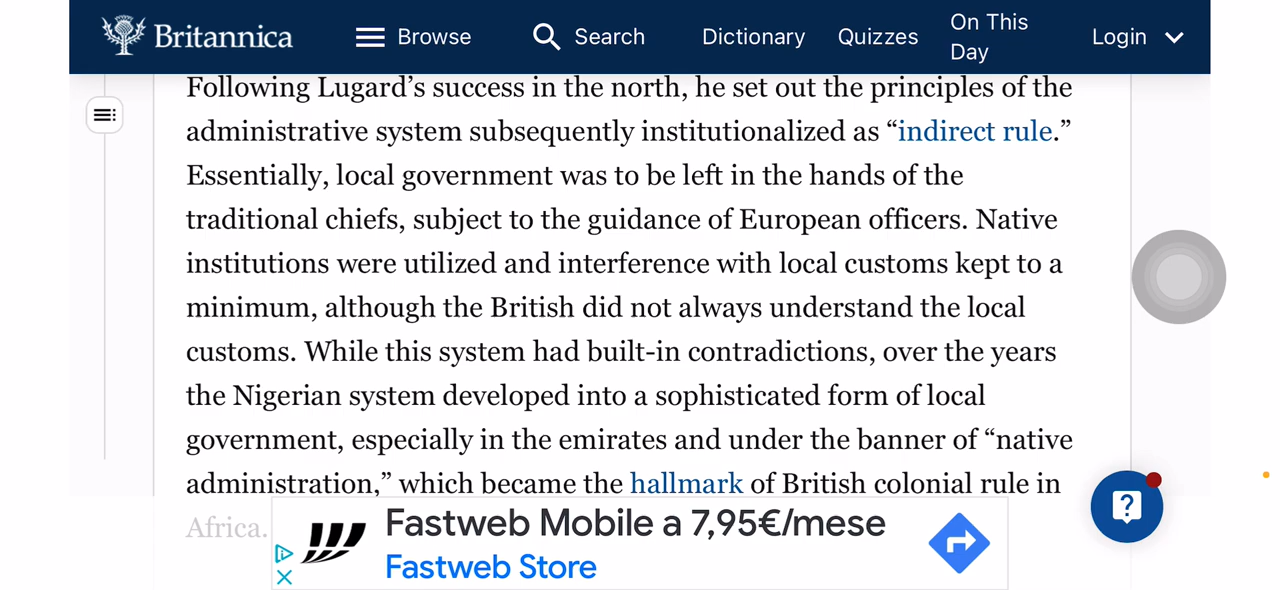 Britannica
Browse
Search
Dictionary
Quizzes
On This
Day
Login
Following Lugard’s success in the north, he set out the principles of the
administrative system subsequently institutionalized as “indirect rule.”
Essentially, local government was to be left in the hands of the
traditional chiefs, subject to the guidance of European officers. Native
institutions were utilized and interference with local customs kept to a
minimum, although the British did not always understand the local
customs. While this system had built-in contradictions, over the years
the Nigerian system developed into a sophisticated form of local
government, especially in the emirates and under the banner of “native
administration,” which became the hallmark of British colonial rule in
Africa.
Fastweb Mobile a 7,95€/mese
Fastweb Store